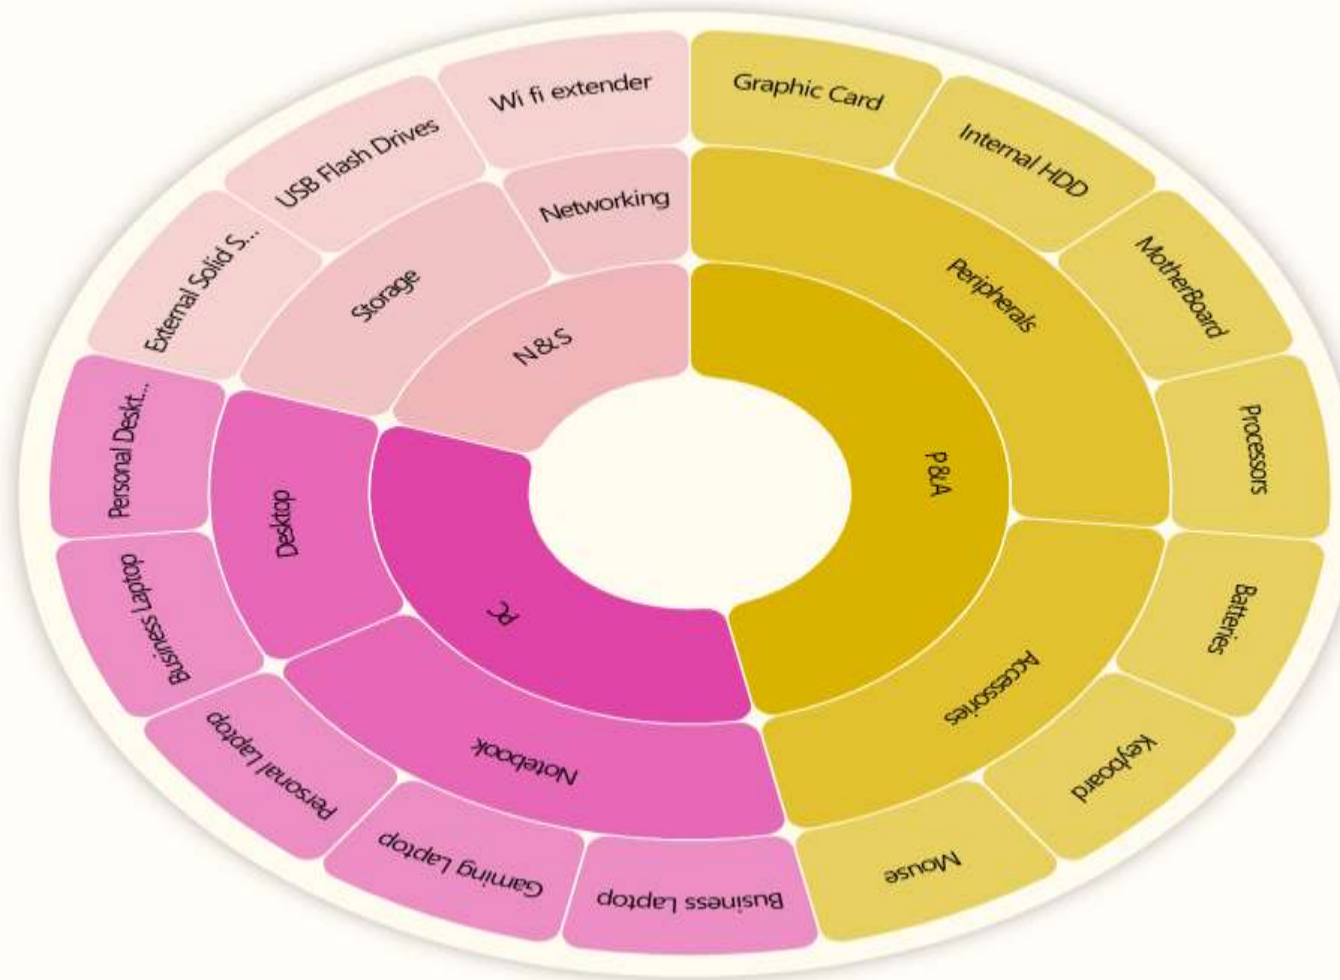 P&A
Peripherals
Graphic Card
Internal HDD
MotherBoard
Processors
Accessories
Batteries
Keyboard
Mouse
PC
Notebook
Business Laptop
Gaming Laptop
Personal Laptop
Desktop
Business Laptop
Personal Deskt...
N&S
Storage
External Solid S...
USB Flash Drives
Networking
Wi fi extender